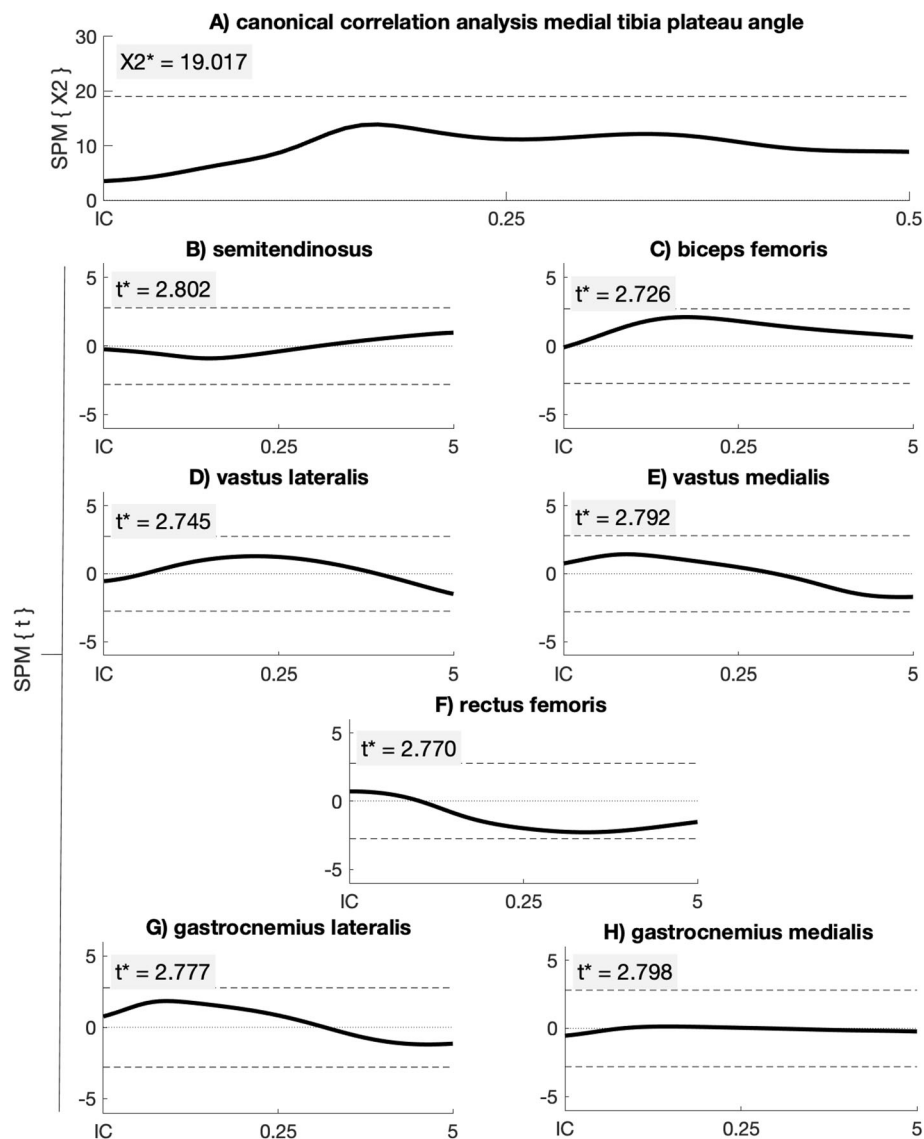 A) canonical correlation analysis medial tibia plateau angle
SPM { X2 }
30
20
10
0
X2* = 19.017
IC
0.25
0.5
SPM { t }
B) semitendinosus
5
0
-5
t* = 2.802
IC
0.25
5
C) biceps femoris
5
0
-5
t* = 2.726
IC
0.25
5
D) vastus lateralis
5
0
-5
t* = 2.745
IC
0.25
5
E) vastus medialis
5
0
-5
t* = 2.792
IC
0.25
5
F) rectus femoris
5
0
-5
t* = 2.770
IC
0.25
5
G) gastrocnemius lateralis
5
0
-5
t* = 2.777
IC
0.25
5
H) gastrocnemius medialis
5
0
-5
t* = 2.798
IC
0.25
5